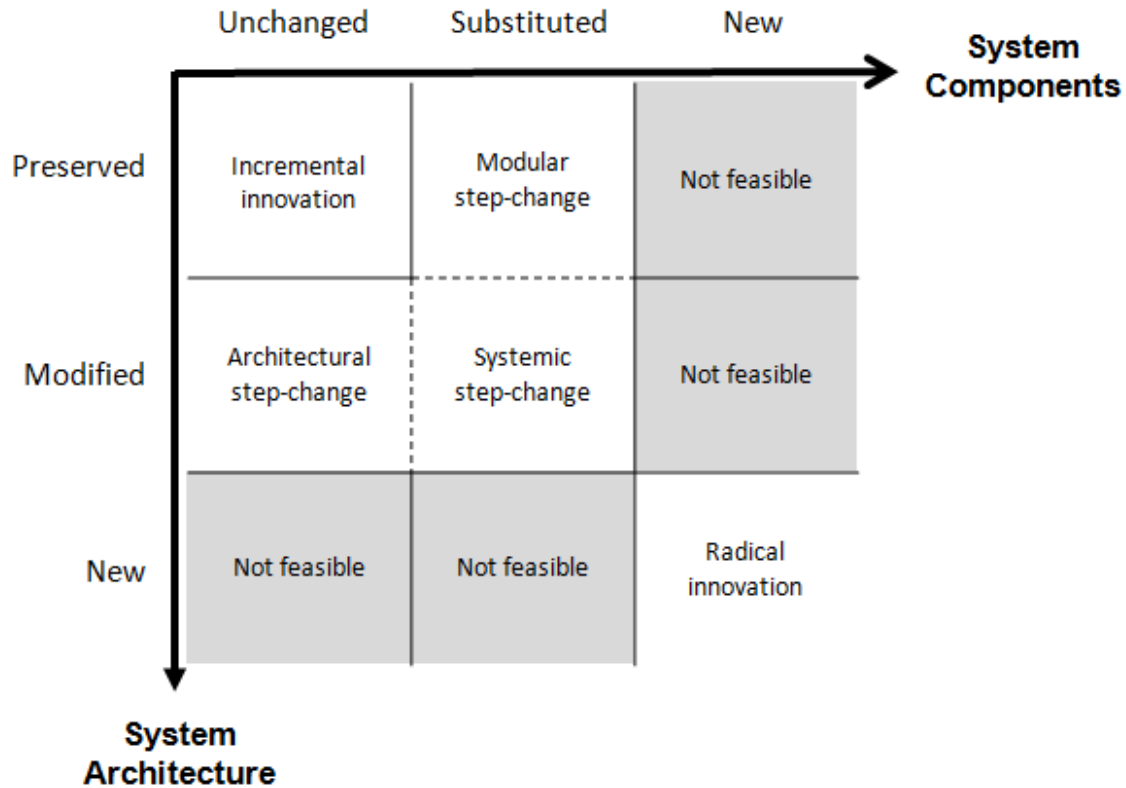 Unchanged Substituted New
System
Components
Preserved
Incremental
innovation
Modular
step-change
Not feasible
Modified
Architectural
step-change
Systemic
step-change
Not feasible
New
Not feasible
Not feasible
Radical
innovation
System
Architecture